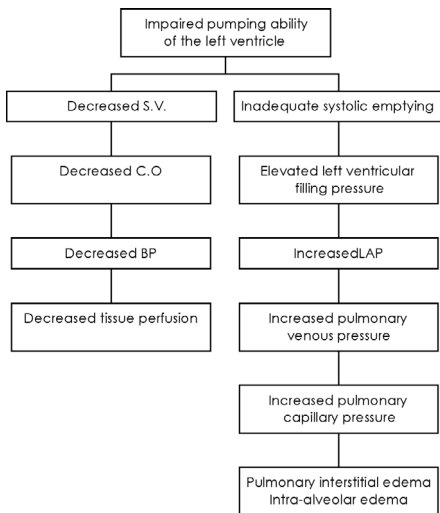 Impaired pumping ability
of the left ventricle
Decreased S.V.
Inadequate systolic emptying
Decreased C.O
Elevated left ventricular
filling pressure
Decreased BP
IncreasedLAP
Decreased tissue perfusion
Increased pulmonary
venous pressure
Increased pulmonary
capillary pressure
Pulmonary interstitial edema
Intra-alveolar edema